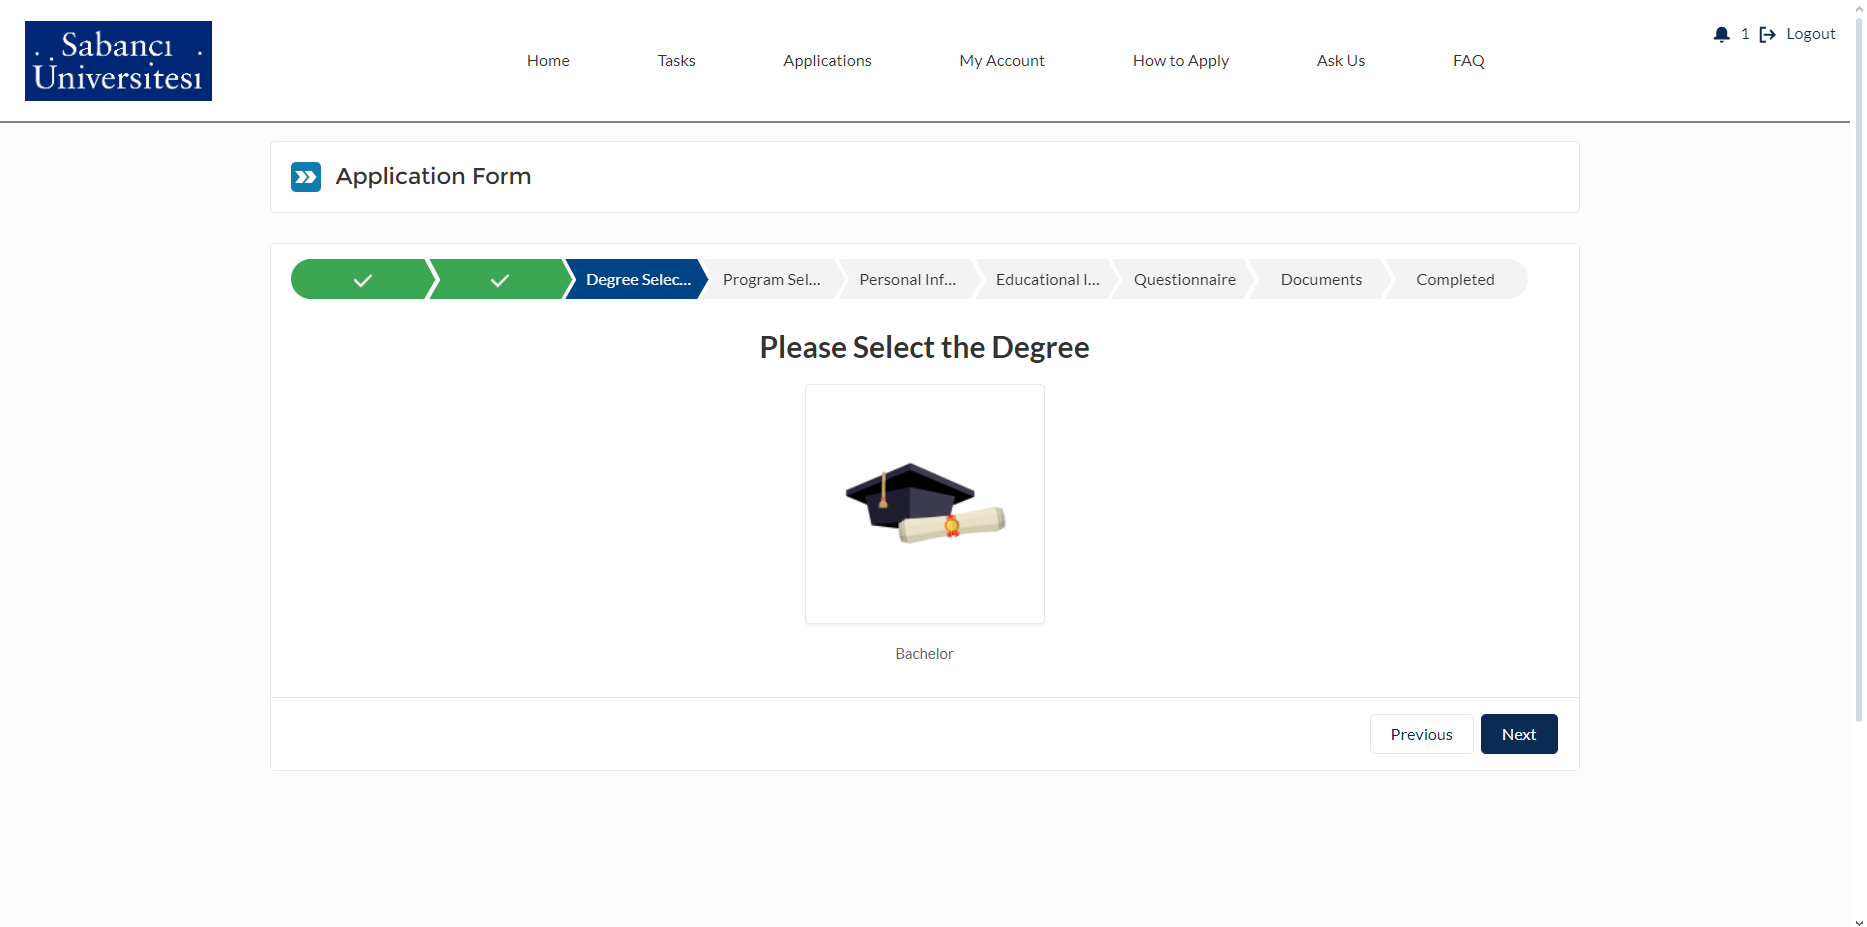 Sabancı
Üniversitesi
Home
Tasks
Applications
My Account
How to Apply
Ask Us
FAQ
1
Logout
Application Form
Degree Selec...
Program Sel...
Personal Inf...
Educational I...
Questionnaire
Documents
Completed
Please Select the Degree
Bachelor
Previous
Next